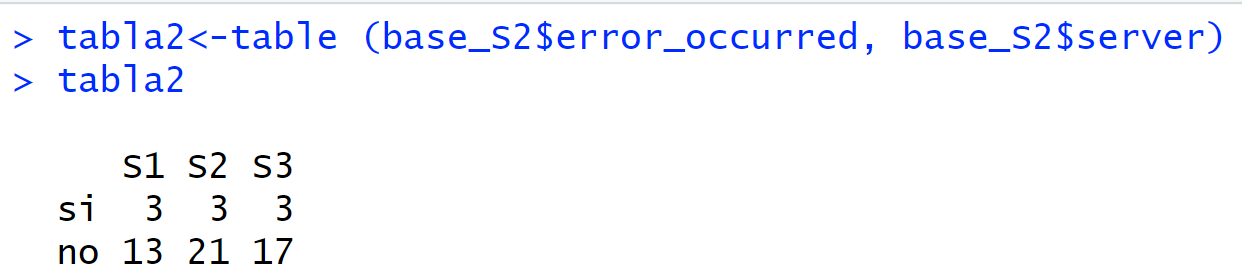 > tabla2<-table (base_S2$error_occurred, base_S2$server)
> tabla2
S1 S2 S3
si 3 3 3
no 13 21 17